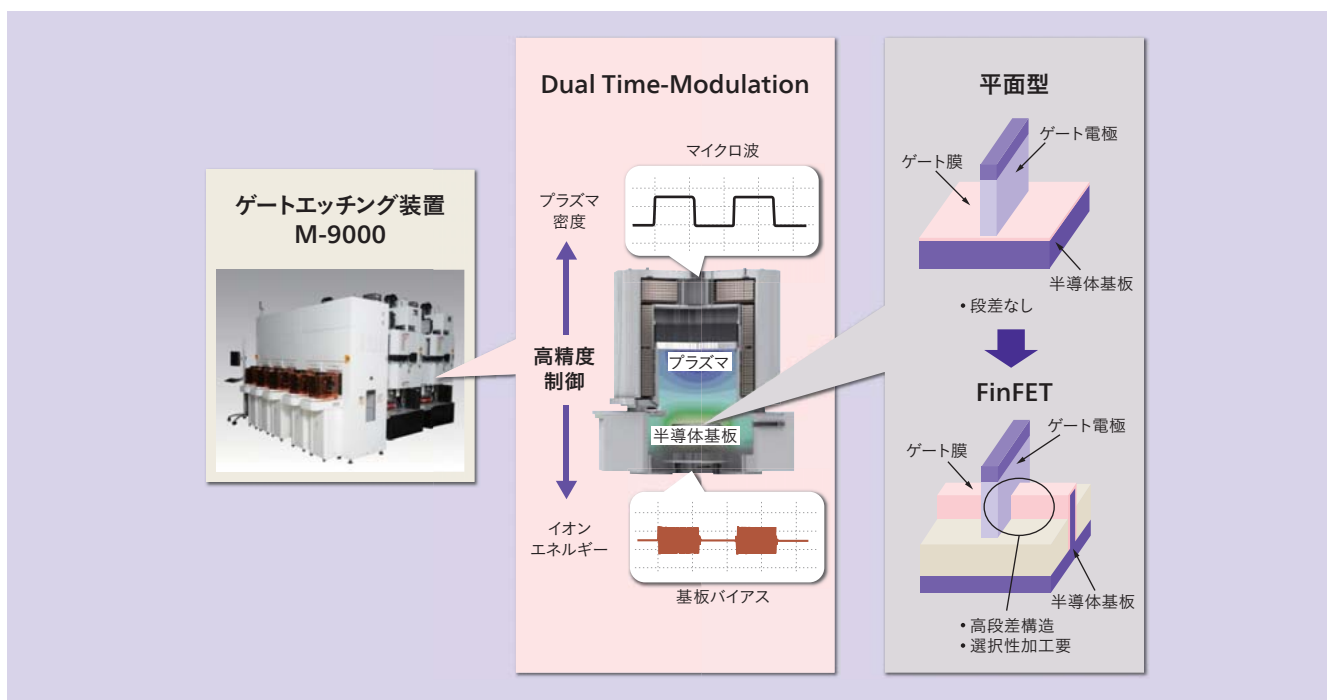 ゲートエッチング装置
M-9000
Dual Time-Modulation
マイクロ波
プラズマ
密度
高精度
制御
プラズマ
半導体基板
イオン
エネルギー
基板バイアス
平面型
ゲート電極
ゲート膜
半導体基板
• 段差なし
FinFET
ゲート電極
ゲート膜
半導体基板
• 高段差構造
• 選択性加工要